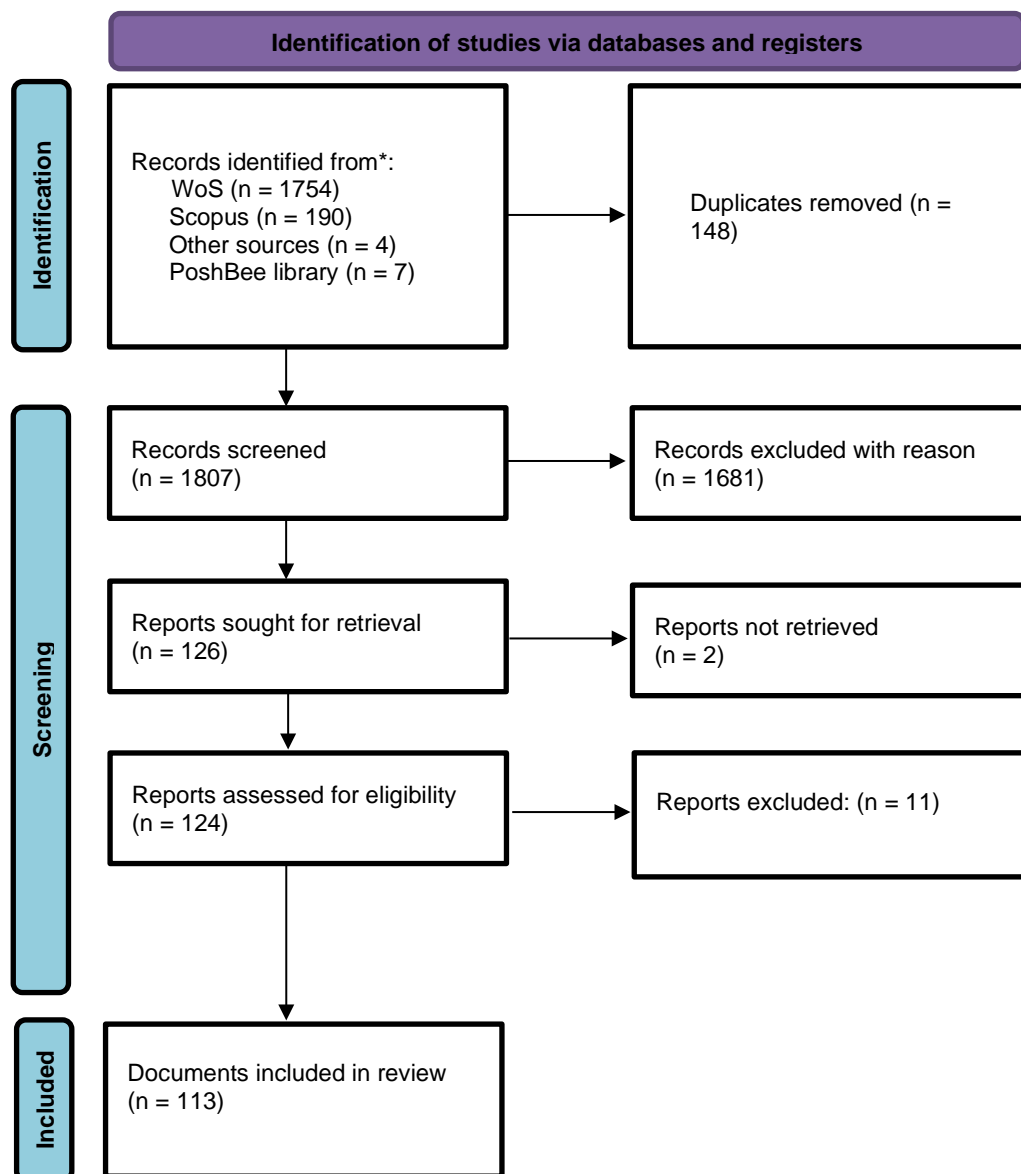 Identification of studies via databases and registers
Identification
Records identified from*:
WoS (n = 1754)
Scopus (n = 190)
Other sources (n = 4)
PoshBee library (n = 7)
Duplicates removed (n =
148)
Screening
Records screened
(n = 1807)
Records excluded with reason
(n = 1681)
Reports sought for retrieval
(n = 126)
Reports not retrieved
(n = 2)
Reports assessed for eligibility
(n = 124)
Reports excluded: (n = 11)
Included
Documents included in review
(n = 113)